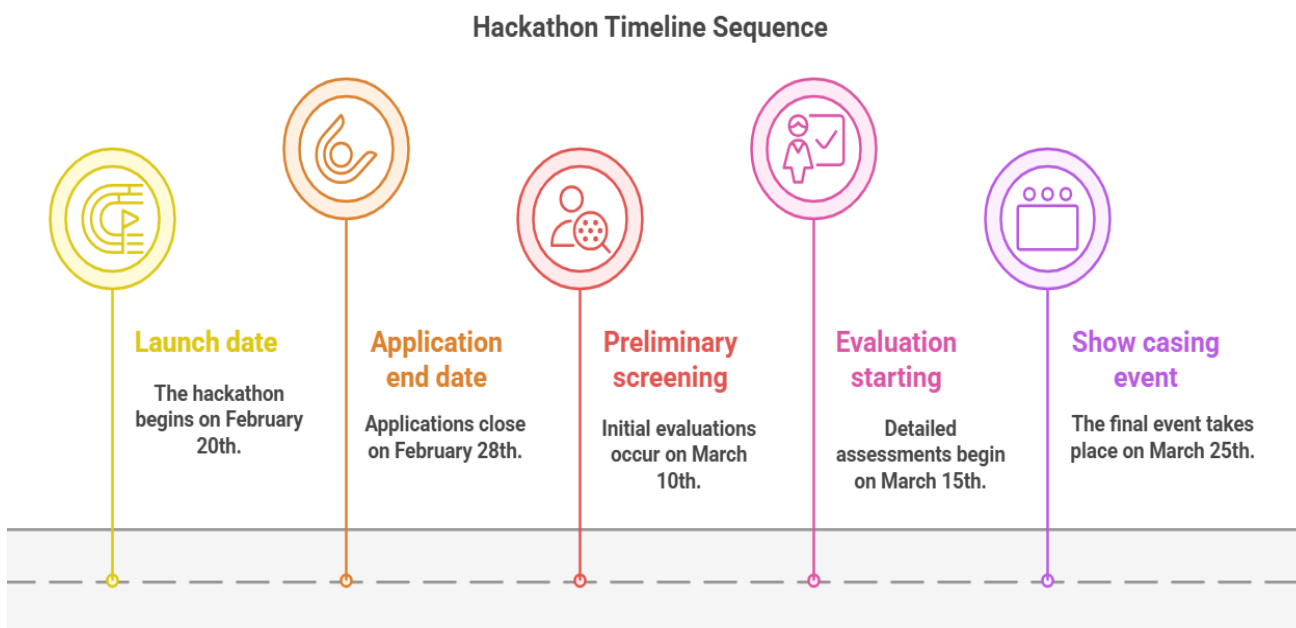 Hackathon Timeline Sequence
Launch date
The hackathon
begins on February
20th.
Application
end date
Applications close
on February 28th.
Preliminary
screening
Initial evaluations
occur on March
10th.
Evaluation
starting
Detailed
assessments begin
on March 15th.
Show casing
event
The final event takes
place on March 25th.